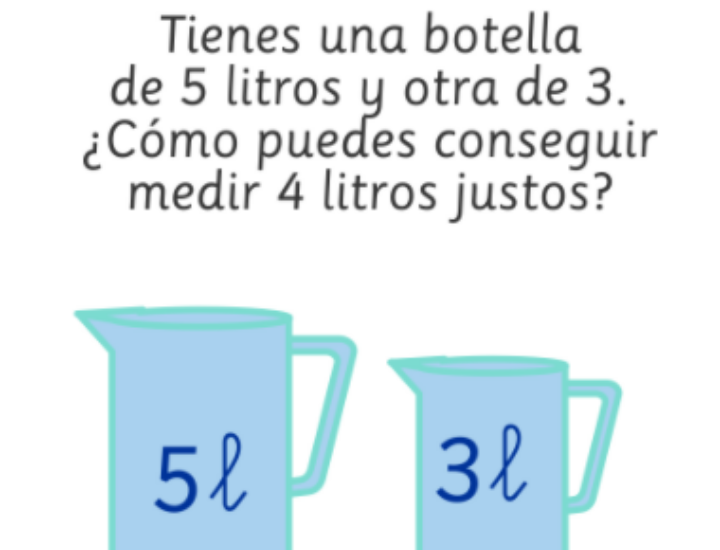 Tienes una botella
de 5 litros y otra de 3.
¿Cómo puedes conseguir
medir 4 litros justos?
5ℓ 3ℓ